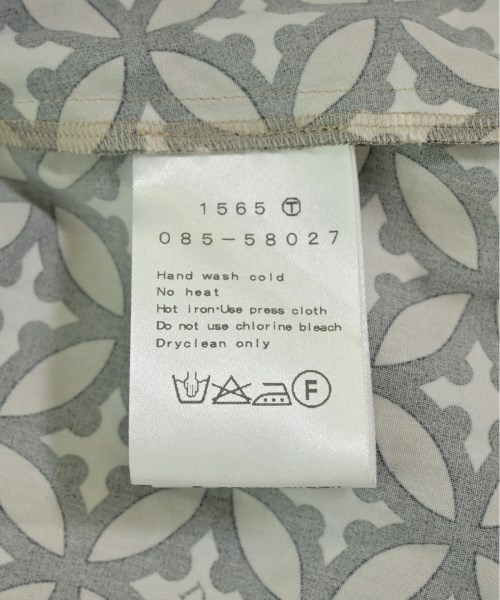 1565 Ⓣ
085-58027
Hand wash cold
No heat
Hot iron·Use press cloth
Do not use chlorine bleach
Dryclean only
F